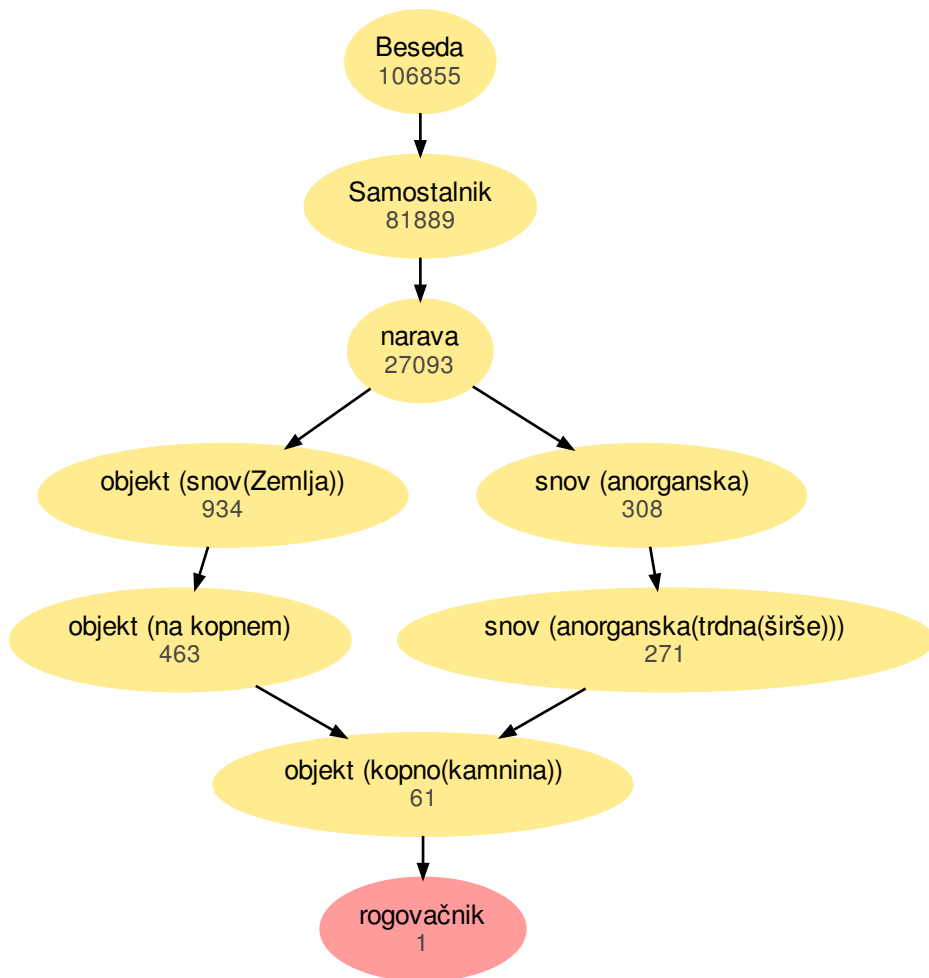 Beseda
106855
Samostalnik
81889
narava
27093
objekt (snov(Zemlja))
934
snov (anorganska)
308
objekt (na kopnem)
463
snov (anorganska(trdna(širše)))
271
objekt (kopno(kamnina))
61
rogovačnik
1